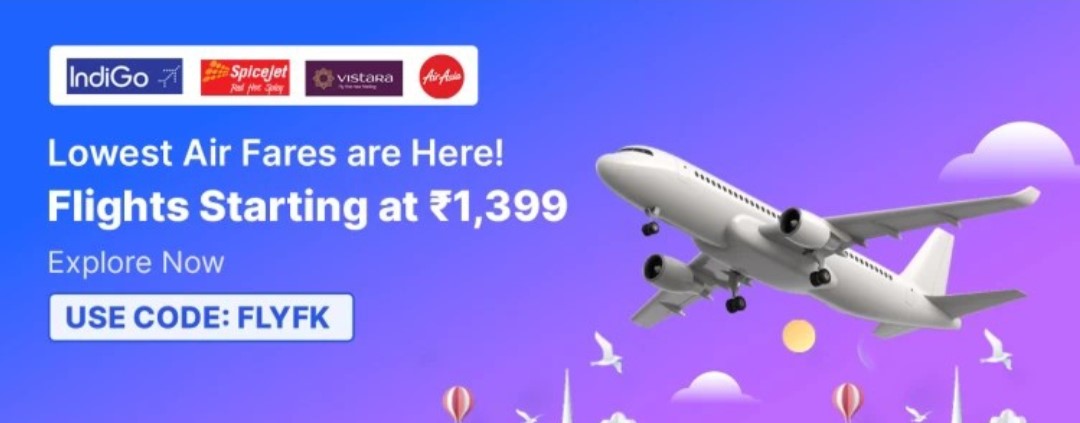 IndiGo SpiceJet Red. Hot. Spicy VISTARA AirAsia
Lowest Air Fares are Here!
Flights Starting at ₹1,399
Explore Now
USE CODE: FLYFK